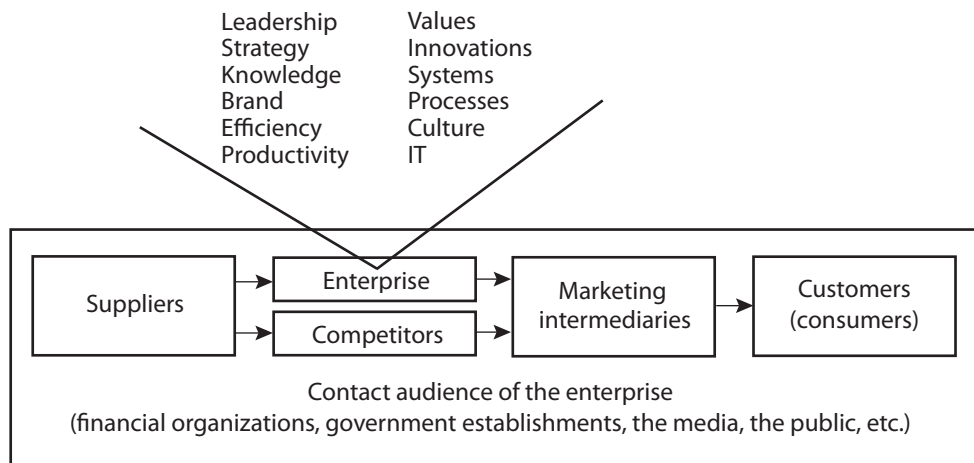 Leadership
Strategy
Knowledge
Brand
Efficiency
Productivity
Values
Innovations
Systems
Processes
Culture
IT
Suppliers
Enterprise
Competitors
Marketing
intermediaries
Customers
(consumers)
Contact audience of the enterprise
(financial organizations, government establishments, the media, the public, etc.)